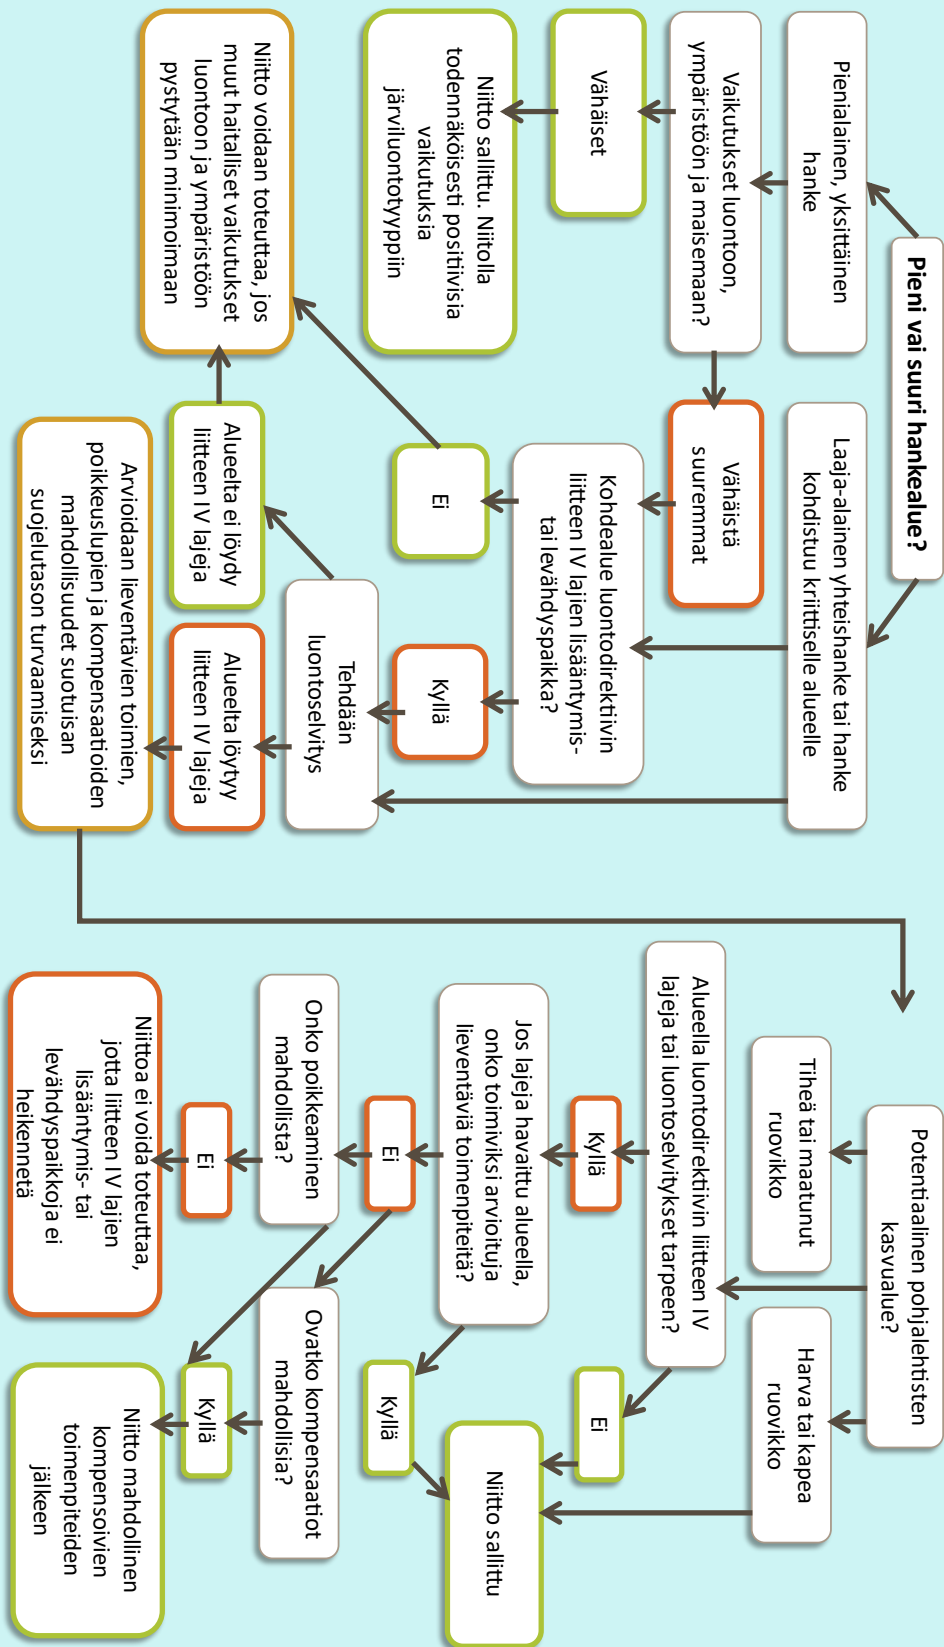 Pieni vai suuri hankealue?
Pienialainen, yksittäinen
hanke
Laaja-alainen yhteishanke tai hanke
kohdistuu kriittiselle alueelle
Vaikutukset luontoon,
ympäristöön ja maisemaan?
Vähäiset
Vähäistä
suuremmat
Niitto sallittu. Niitolla
todennäköisesti positiivisia
vaikutuksia
järviluontotyyppiin
Kohdealue luontodirektiivin
liitteen IV lajien lisääntymis-
tai levähdyspaikka?
Ei
Kyllä
Tehdään
luontoselvitys
Alueelta ei löydy
liitteen IV lajeja
Alueelta löytyy
liitteen IV lajeja
Niitto voidaan toteuttaa, jos
muut haitalliset vaikutukset
luontoon ja ympäristöön
pystytään minimoimaan
Arvioidaan lieventävien toimien,
poikkeuslupien ja kompensaatioiden
mahdollisuudet suotuisan
suojelutason turvaamiseksi
Potentiaalinen pohjalehtisten
kasvualue?
Tiheä tai maatunut
ruovikko
Harva tai kapea
ruovikko
Alueella luontodirektiivin liitteen IV
lajeja tai luontoselvitykset tarpeen?
Kyllä
Ei
Jos lajeja havaittu alueella,
onko toimiviksi arvioituja
lieventäviä toimenpiteitä?
Niitto sallittu
Ei
Kyllä
Onko poikkeaminen
mahdollista?
Ovatko kompensaatiot
mahdollisia?
Ei
Kyllä
Niittoa ei voida toteuttaa,
jotta liitteen IV lajien
lisääntymis- tai
levähdyspaikkoja ei
heikennetä
Niitto mahdollinen
kompensoivien
toimenpiteiden
jälkeen